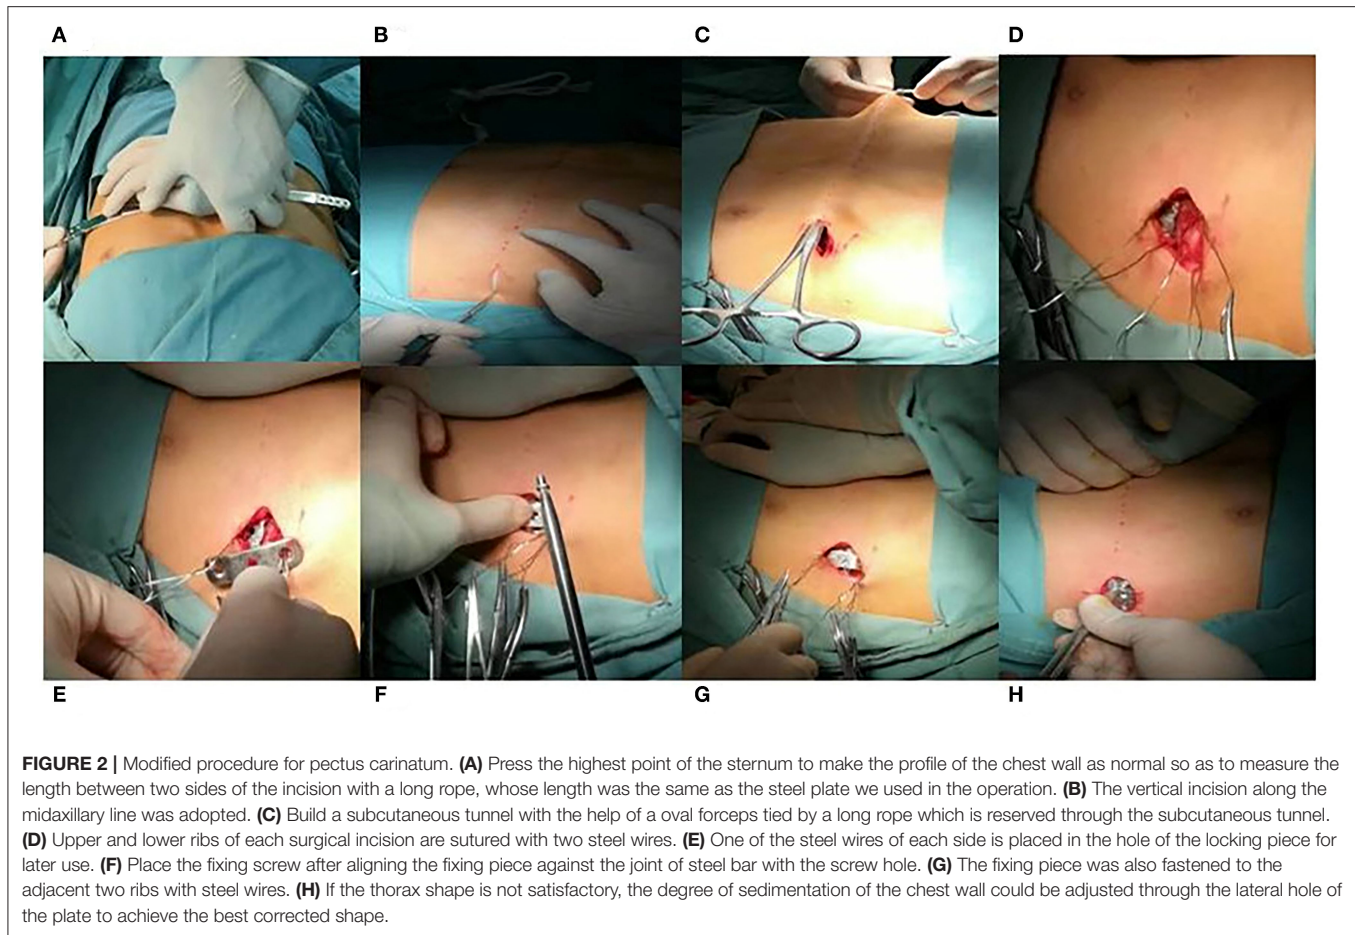 A B C D
E F G H
FIGURE 2 | Modified procedure for pectus carinatum. (A) Press the highest point of the sternum to make the profile of the chest wall as normal so as to measure the
length between two sides of the incision with a long rope, whose length was the same as the steel plate we used in the operation. (B) The vertical incision along the
midaxillary line was adopted. (C) Build a subcutaneous tunnel with the help of a oval forceps tied by a long rope which is reserved through the subcutaneous tunnel.
(D) Upper and lower ribs of each surgical incision are sutured with two steel wires. (E) One of the steel wires of each side is placed in the hole of the locking piece for
later use. (F) Place the fixing screw after aligning the fixing piece against the joint of steel bar with the screw hole. (G) The fixing piece was also fastened to the
adjacent two ribs with steel wires. (H) If the thorax shape is not satisfactory, the degree of sedimentation of the chest wall could be adjusted through the lateral hole of
the plate to achieve the best corrected shape.